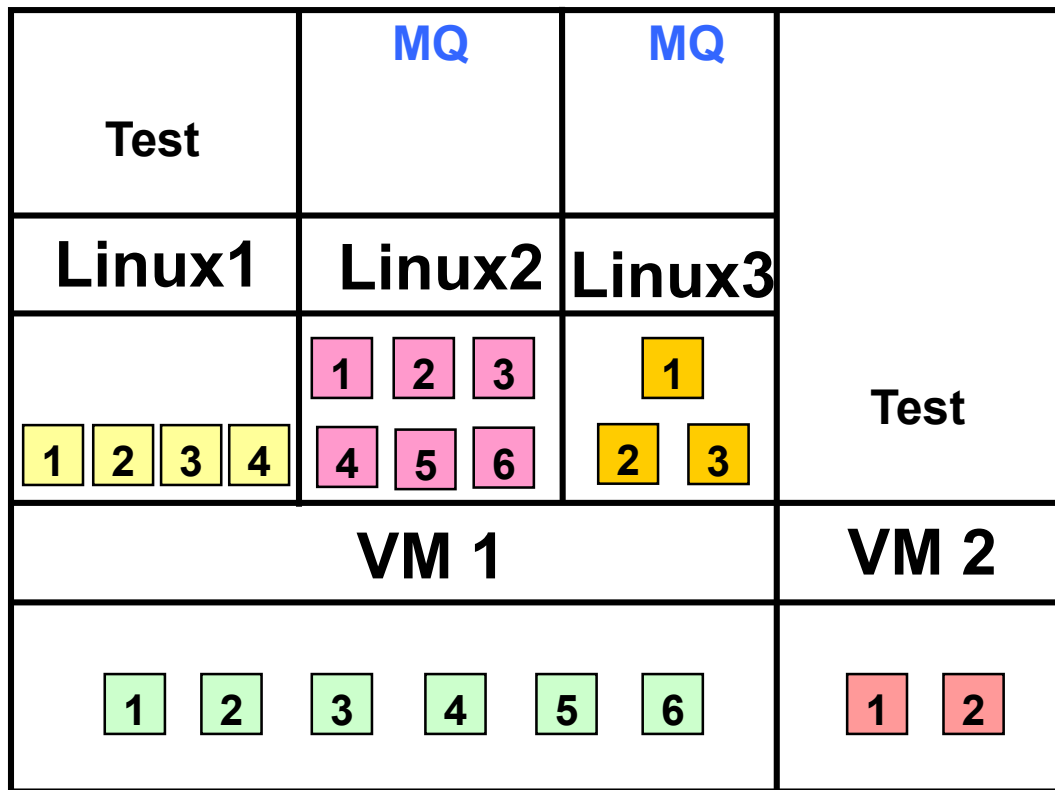 MQ MQ
Test
Linux1 Linux2 Linux3
1 2 3 1
Test
1 2 3 4 4 5 6 2 3
VM 1 VM 2
1 2 3 4 5 6 1 2